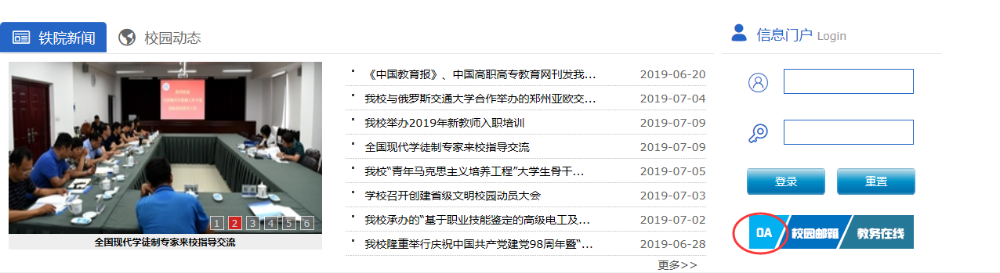 铁院新闻
校园动态
信息门户 Login
《中国教育报》、中国高职高专教育网刊发我... 2019-06-20
我校与俄罗斯交通大学合作举办的郑州亚欧交... 2019-07-04
我校举办2019年新教师入职培训 2019-07-09
全国现代学徒制专家来校指导交流 2019-07-09
我校“青年马克思主义培养工程”大学生骨干... 2019-07-05
学校召开创建省级文明校园动员大会 2019-07-03
我校承办的“基于职业技能鉴定的高级电工及... 2019-07-02
我校隆重举行庆祝中国共产党建党98周年暨“... 2019-06-28
更多>>
1 2 3 4 5 6
全国现代学徒制专家来校指导交流
登录
重置
OA
校园邮箱
教务在线